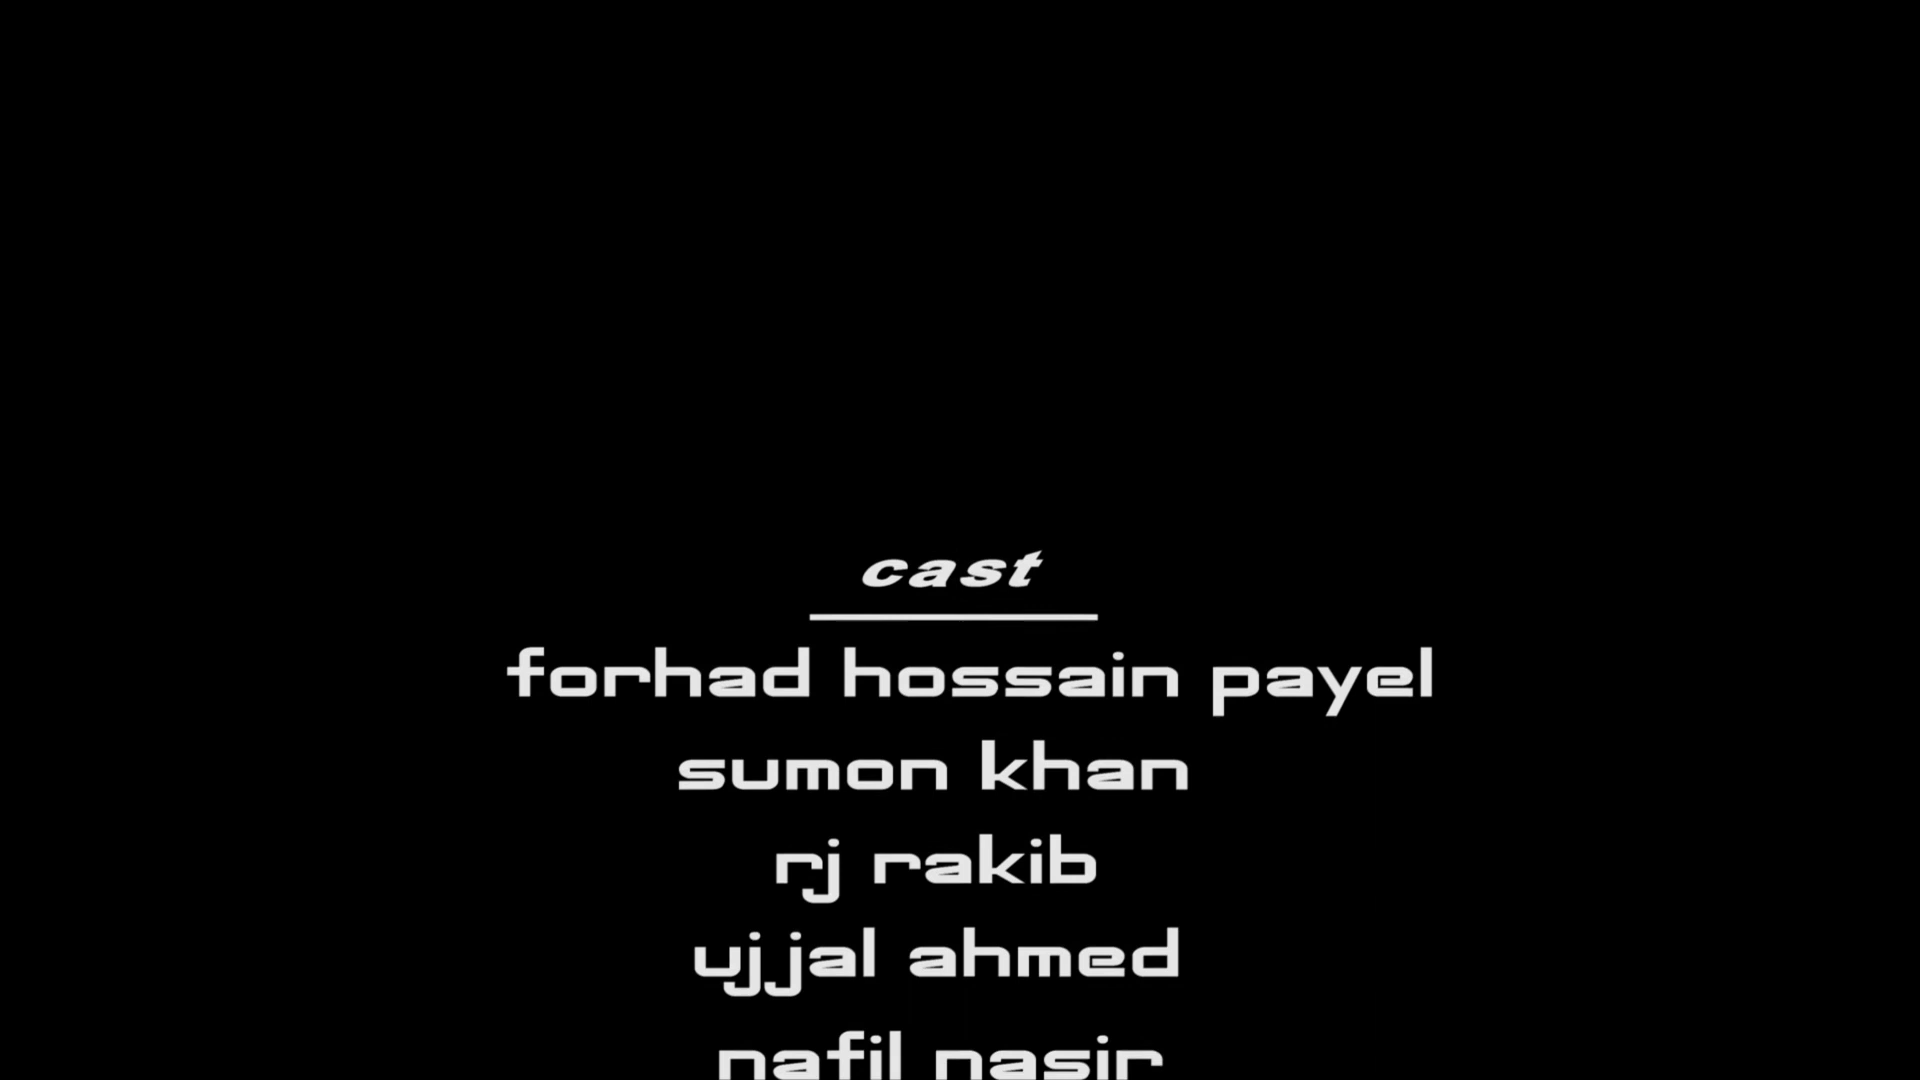 cast
forhad hossain payel
sumon khan
rj rakib
ujjal ahmed
nafil nasir